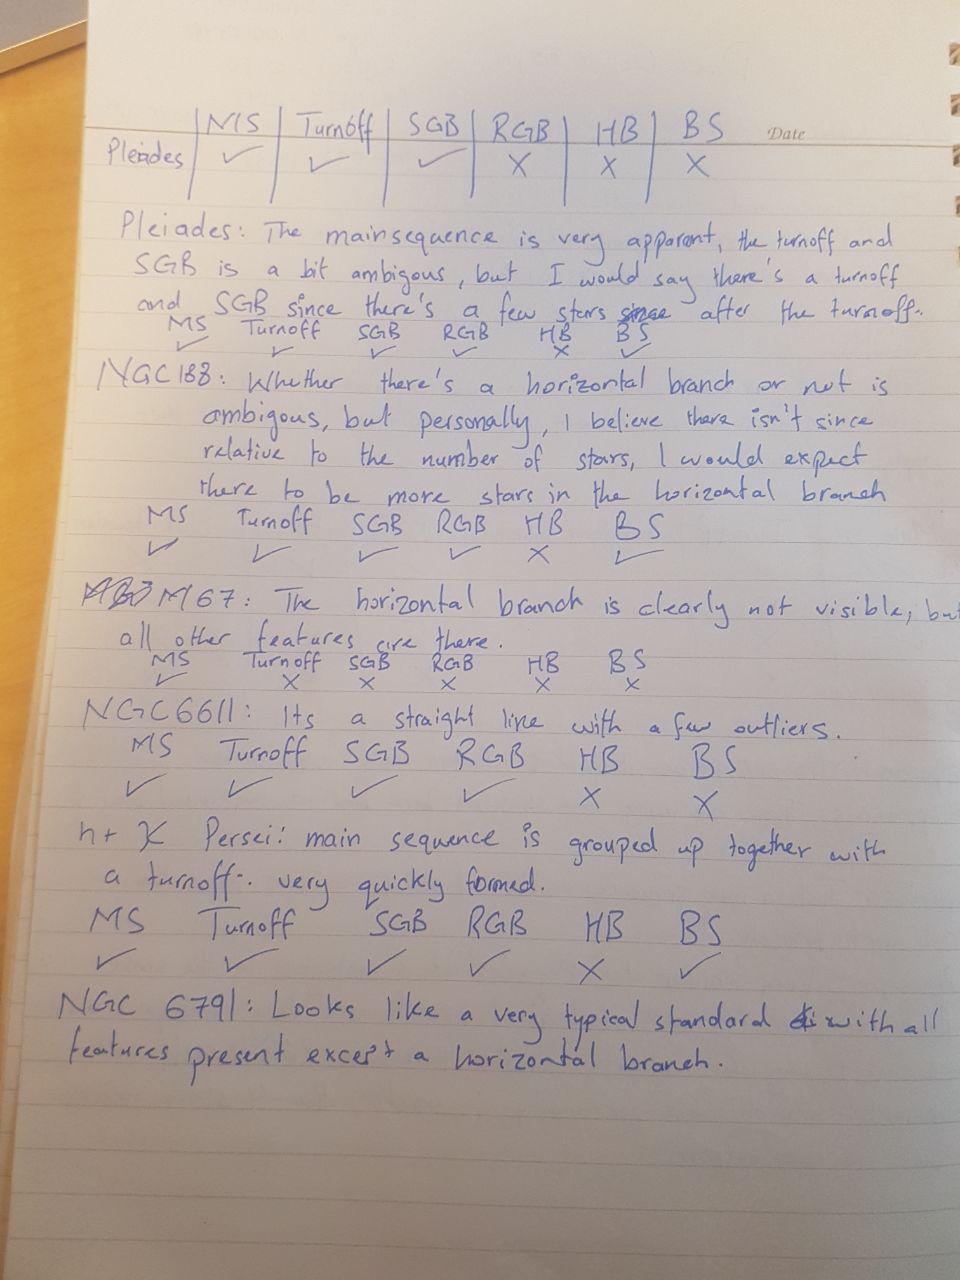 MS Turnoff SGB RGB HB BS Date
Pleiades ✓ ✓ ✓ X X X
Pleiades: The mainsequence is very apparent, the turnoff and
SGB is a bit ambigous, but I would say there's a turnoff
and SGB since there's a few stars after the turnoff.
MS Turnoff SGB RGB HB BS
✓ ✓ ✓ ✓ X ✓
NGC188: Whether there's a horizontal branch or not is
ambigous, but personally, I believe there isn't since
relative to the number of stars, I would expect
there to be more stars in the horizontal branch
MS Turnoff SGB RGB HB BS
✓ ✓ ✓ ✓ X ✓
M67: The horizontal branch is clearly not visible, but
all other features are there.
MS Turnoff SGB RGB HB BS
✓ X X X X X
NGC6611: Its a straight line with a few outliers.
MS Turnoff SGB RGB HB BS
✓ ✓ ✓ ✓ X X
h + χ Persei: main sequence is grouped up together with
a turnoff. very quickly formed.
MS Turnoff SGB RGB HB BS
✓ ✓ ✓ ✓ X ✓
NGC 6791: Looks like a very typical standard with all
features present except a horizontal branch.